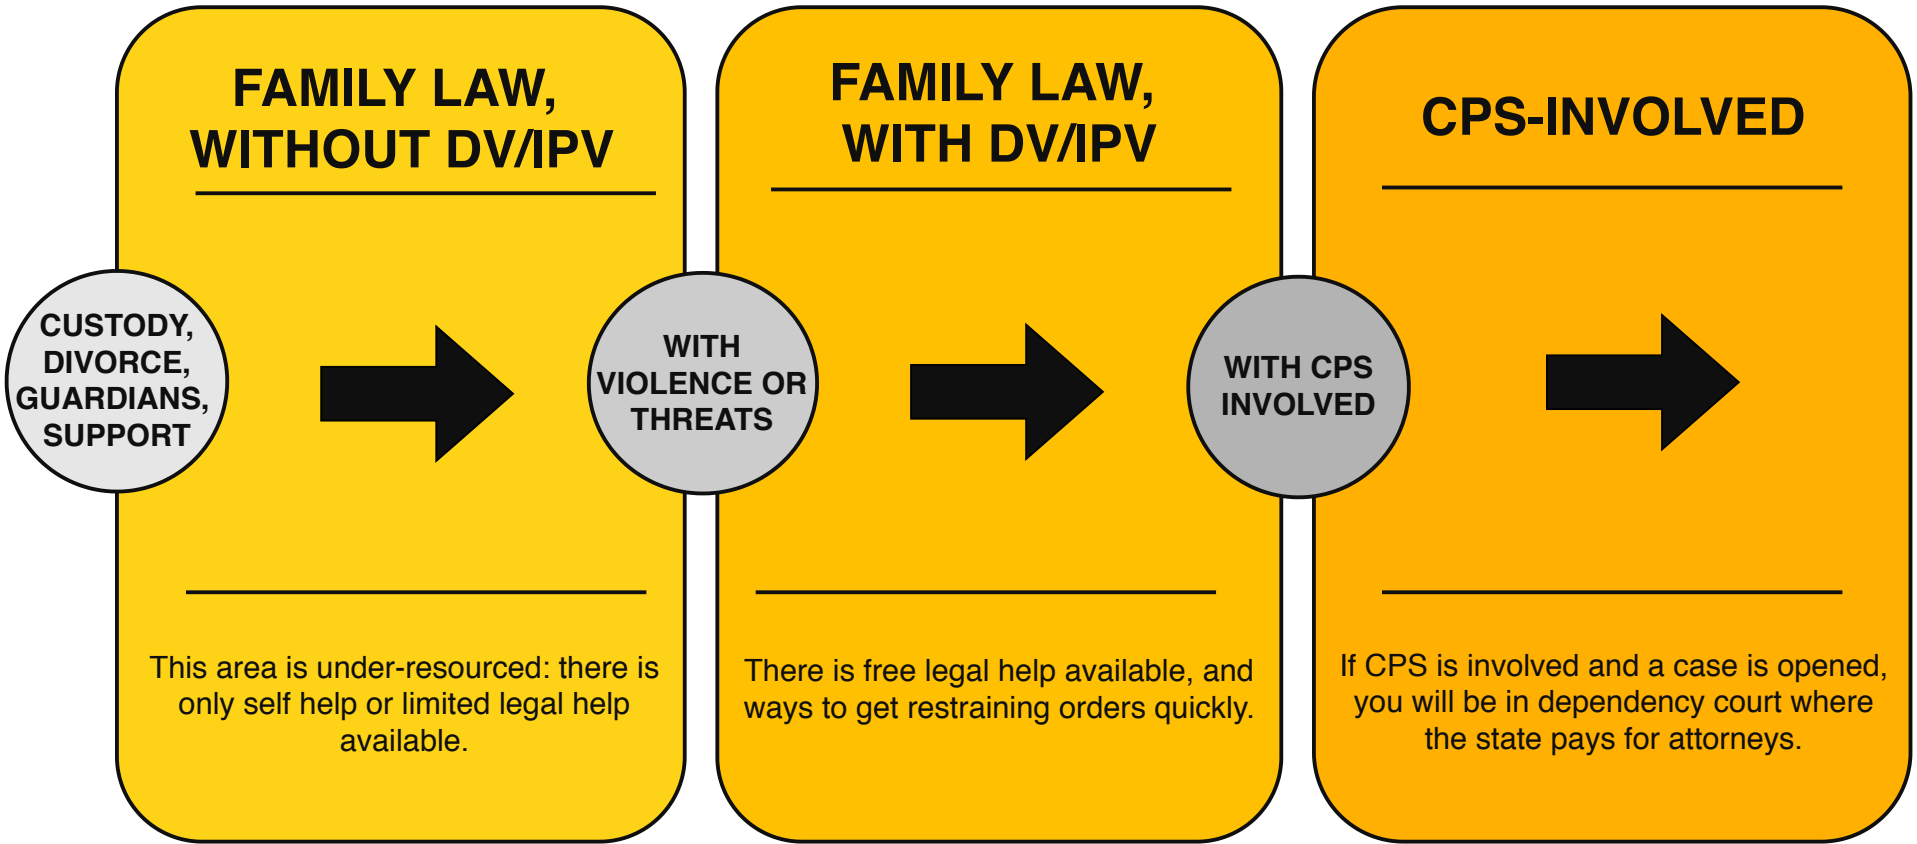 FAMILY LAW,
WITHOUT DV/IPV
CUSTODY,
DIVORCE,
GUARDIANS,
SUPPORT
This area is under-resourced: there is
only self help or limited legal help
available.
FAMILY LAW,
WITH DV/IPV
WITH
VIOLENCE OR
THREATS
There is free legal help available, and
ways to get restraining orders quickly.
CPS-INVOLVED
WITH CPS
INVOLVED
If CPS is involved and a case is opened,
you will be in dependency court where
the state pays for attorneys.